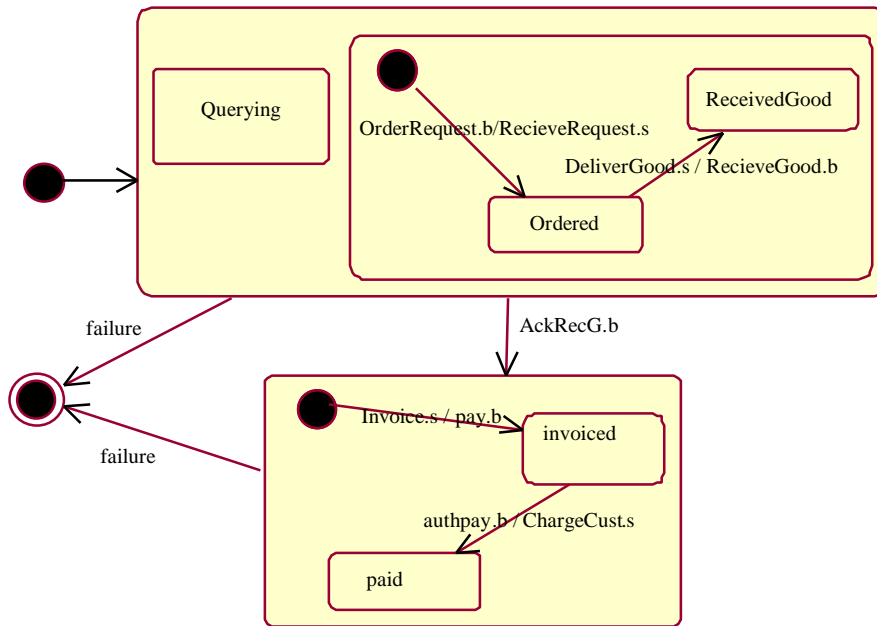 Querying
ReceivedGood
OrderRequest.b/RecieveRequest.s
DeliverGood.s / RecieveGood.b
Ordered
failure
AckRecG.b
Invoice.s / pay.b
invoiced
failure
authpay.b / ChargeCust.s
paid